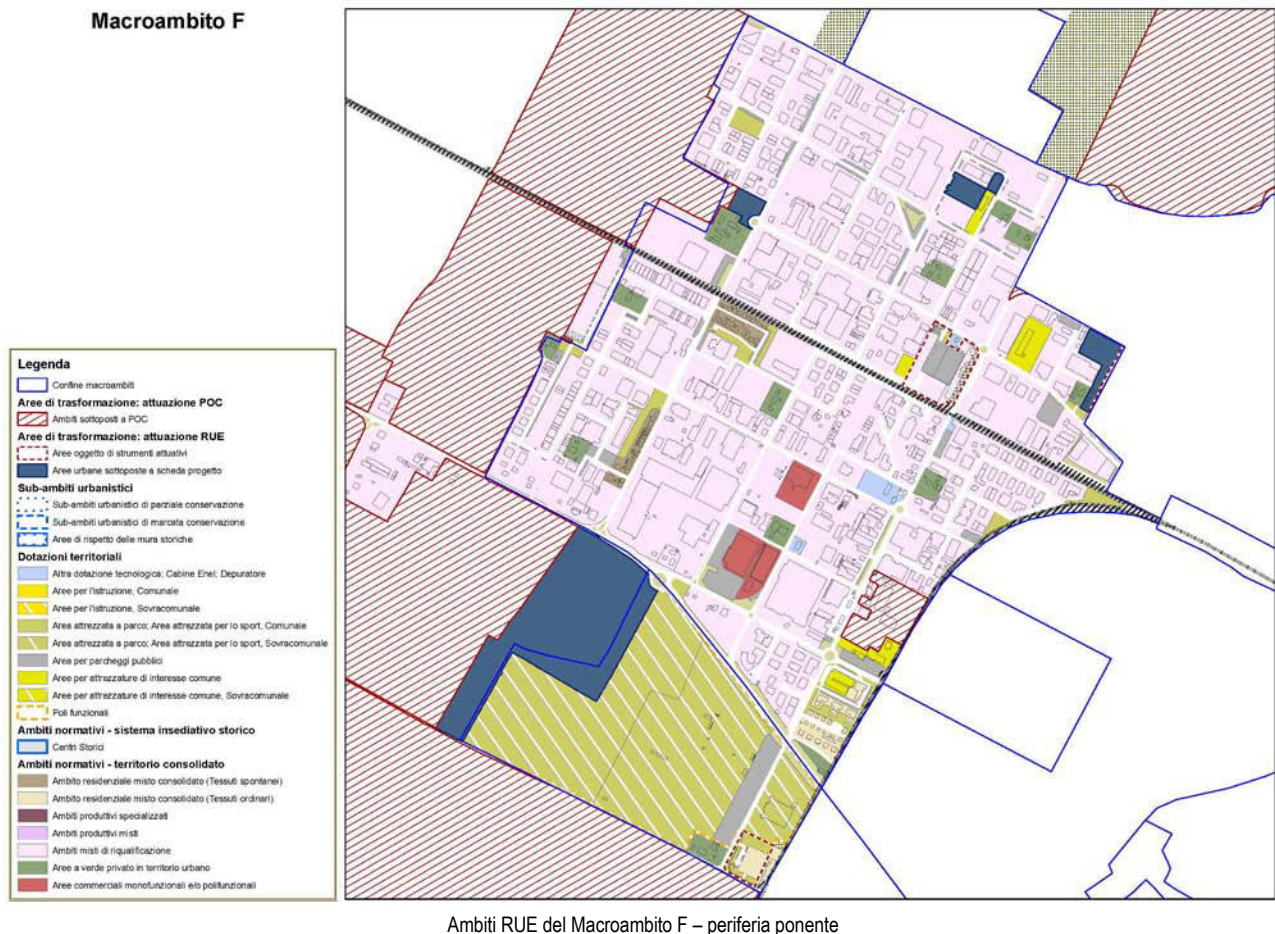 Macroambito F
Legenda
Confine macroambiti
Aree di trasformazione: attuazione POC
Ambiti sottoposti a POC
Aree di trasformazione: attuazione RUE
Aree oggetto di strumenti attuativi
Aree urbane sottoposte a scheda progetto
Sub-ambiti urbanistici
Sub-ambiti urbanistici di parziale conservazione
Sub-ambiti urbanistici di marcata conservazione
Aree di rispetto delle mura storiche
Dotazioni territoriali
Altra dotazione tecnologica; Cabine Enel; Depuratore
Aree per l'istruzione, Comunale
Aree per l'istruzione, Sovracomunale
Area attrezzata a parco; Area attrezzata per lo sport, Comunale
Area attrezzata a parco; Area attrezzata per lo sport, Sovracomunale
Area per parcheggi pubblici
Aree per attrezzature di interesse comune
Aree per attrezzature di interesse comune, Sovracomunale
Poli funzionali
Ambiti normativi - sistema insediativo storico
Centri Storici
Ambiti normativi - territorio consolidato
Ambito residenziale misto consolidato (Tessuti spontanei)
Ambito residenziale misto consolidato (Tessuti ordinari)
Ambiti produttivi specializzati
Ambiti produttivi misti
Ambiti misti di riqualificazione
Aree a verde privato in territorio urbano
Aree commerciali monofunzionali e/o polifunzionali
Ambiti RUE del Macroambito F – periferia ponente